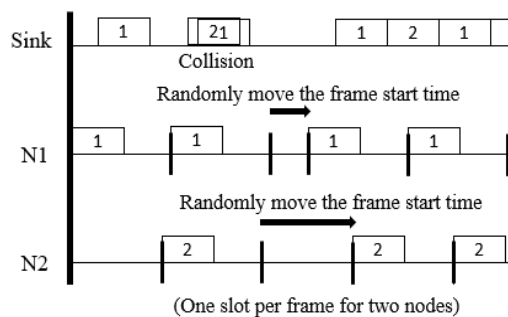 Sink 1 21 1 2 1
Collision
Randomly move the frame start time
N1 1 1 1 1
Randomly move the frame start time
N2 2 2 2
(One slot per frame for two nodes)